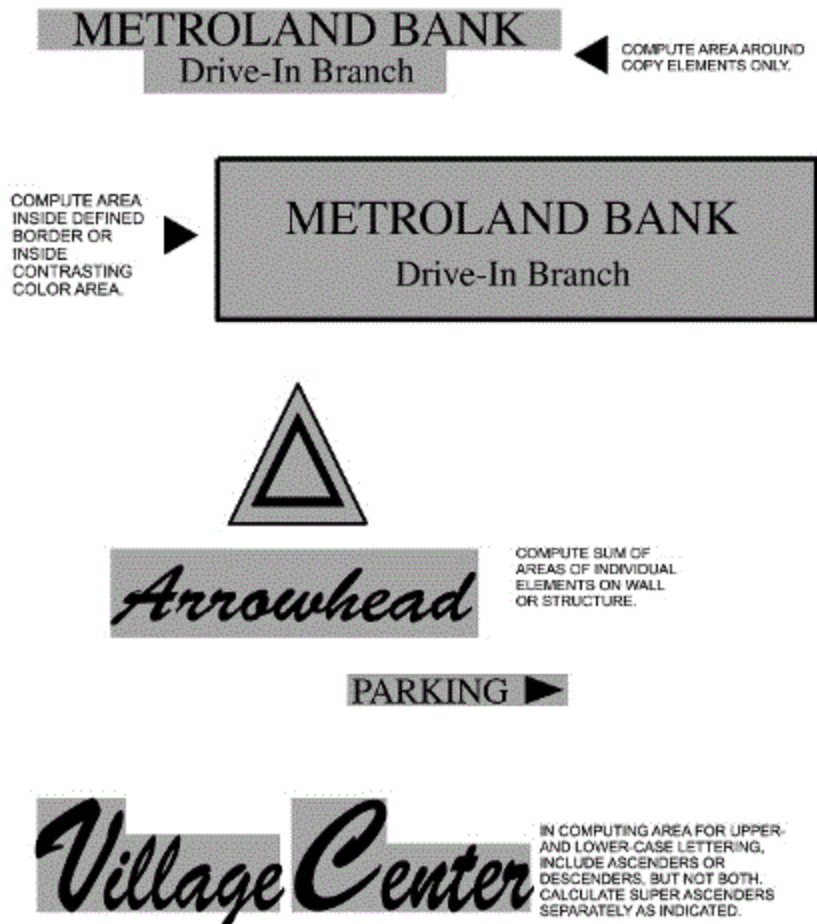 METROLAND BANK
Drive-In Branch
COMPUTE AREA AROUND
COPY ELEMENTS ONLY.
COMPUTE AREA
INSIDE DEFINED
BORDER OR
INSIDE
CONTRASTING
COLOR AREA.
METROLAND BANK
Drive-In Branch
Arrowhead
COMPUTE SUM OF
AREAS OF INDIVIDUAL
ELEMENTS ON WALL
OR STRUCTURE.
PARKING
Village Center
IN COMPUTING AREA FOR UPPER-
AND LOWER-CASE LETTERING,
INCLUDE ASCENDERS OR
DESCENDERS, BUT NOT BOTH.
CALCULATE SUPER ASCENDERS
SEPARATELY AS INDICATED.